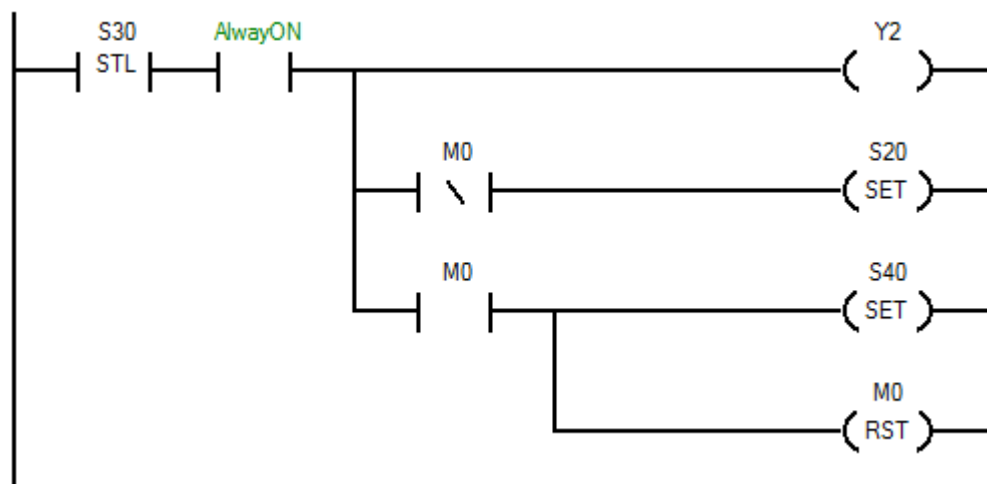 S30 AlwayON Y2
STL
M0 S20
SET
M0 S40
SET
M0
RST